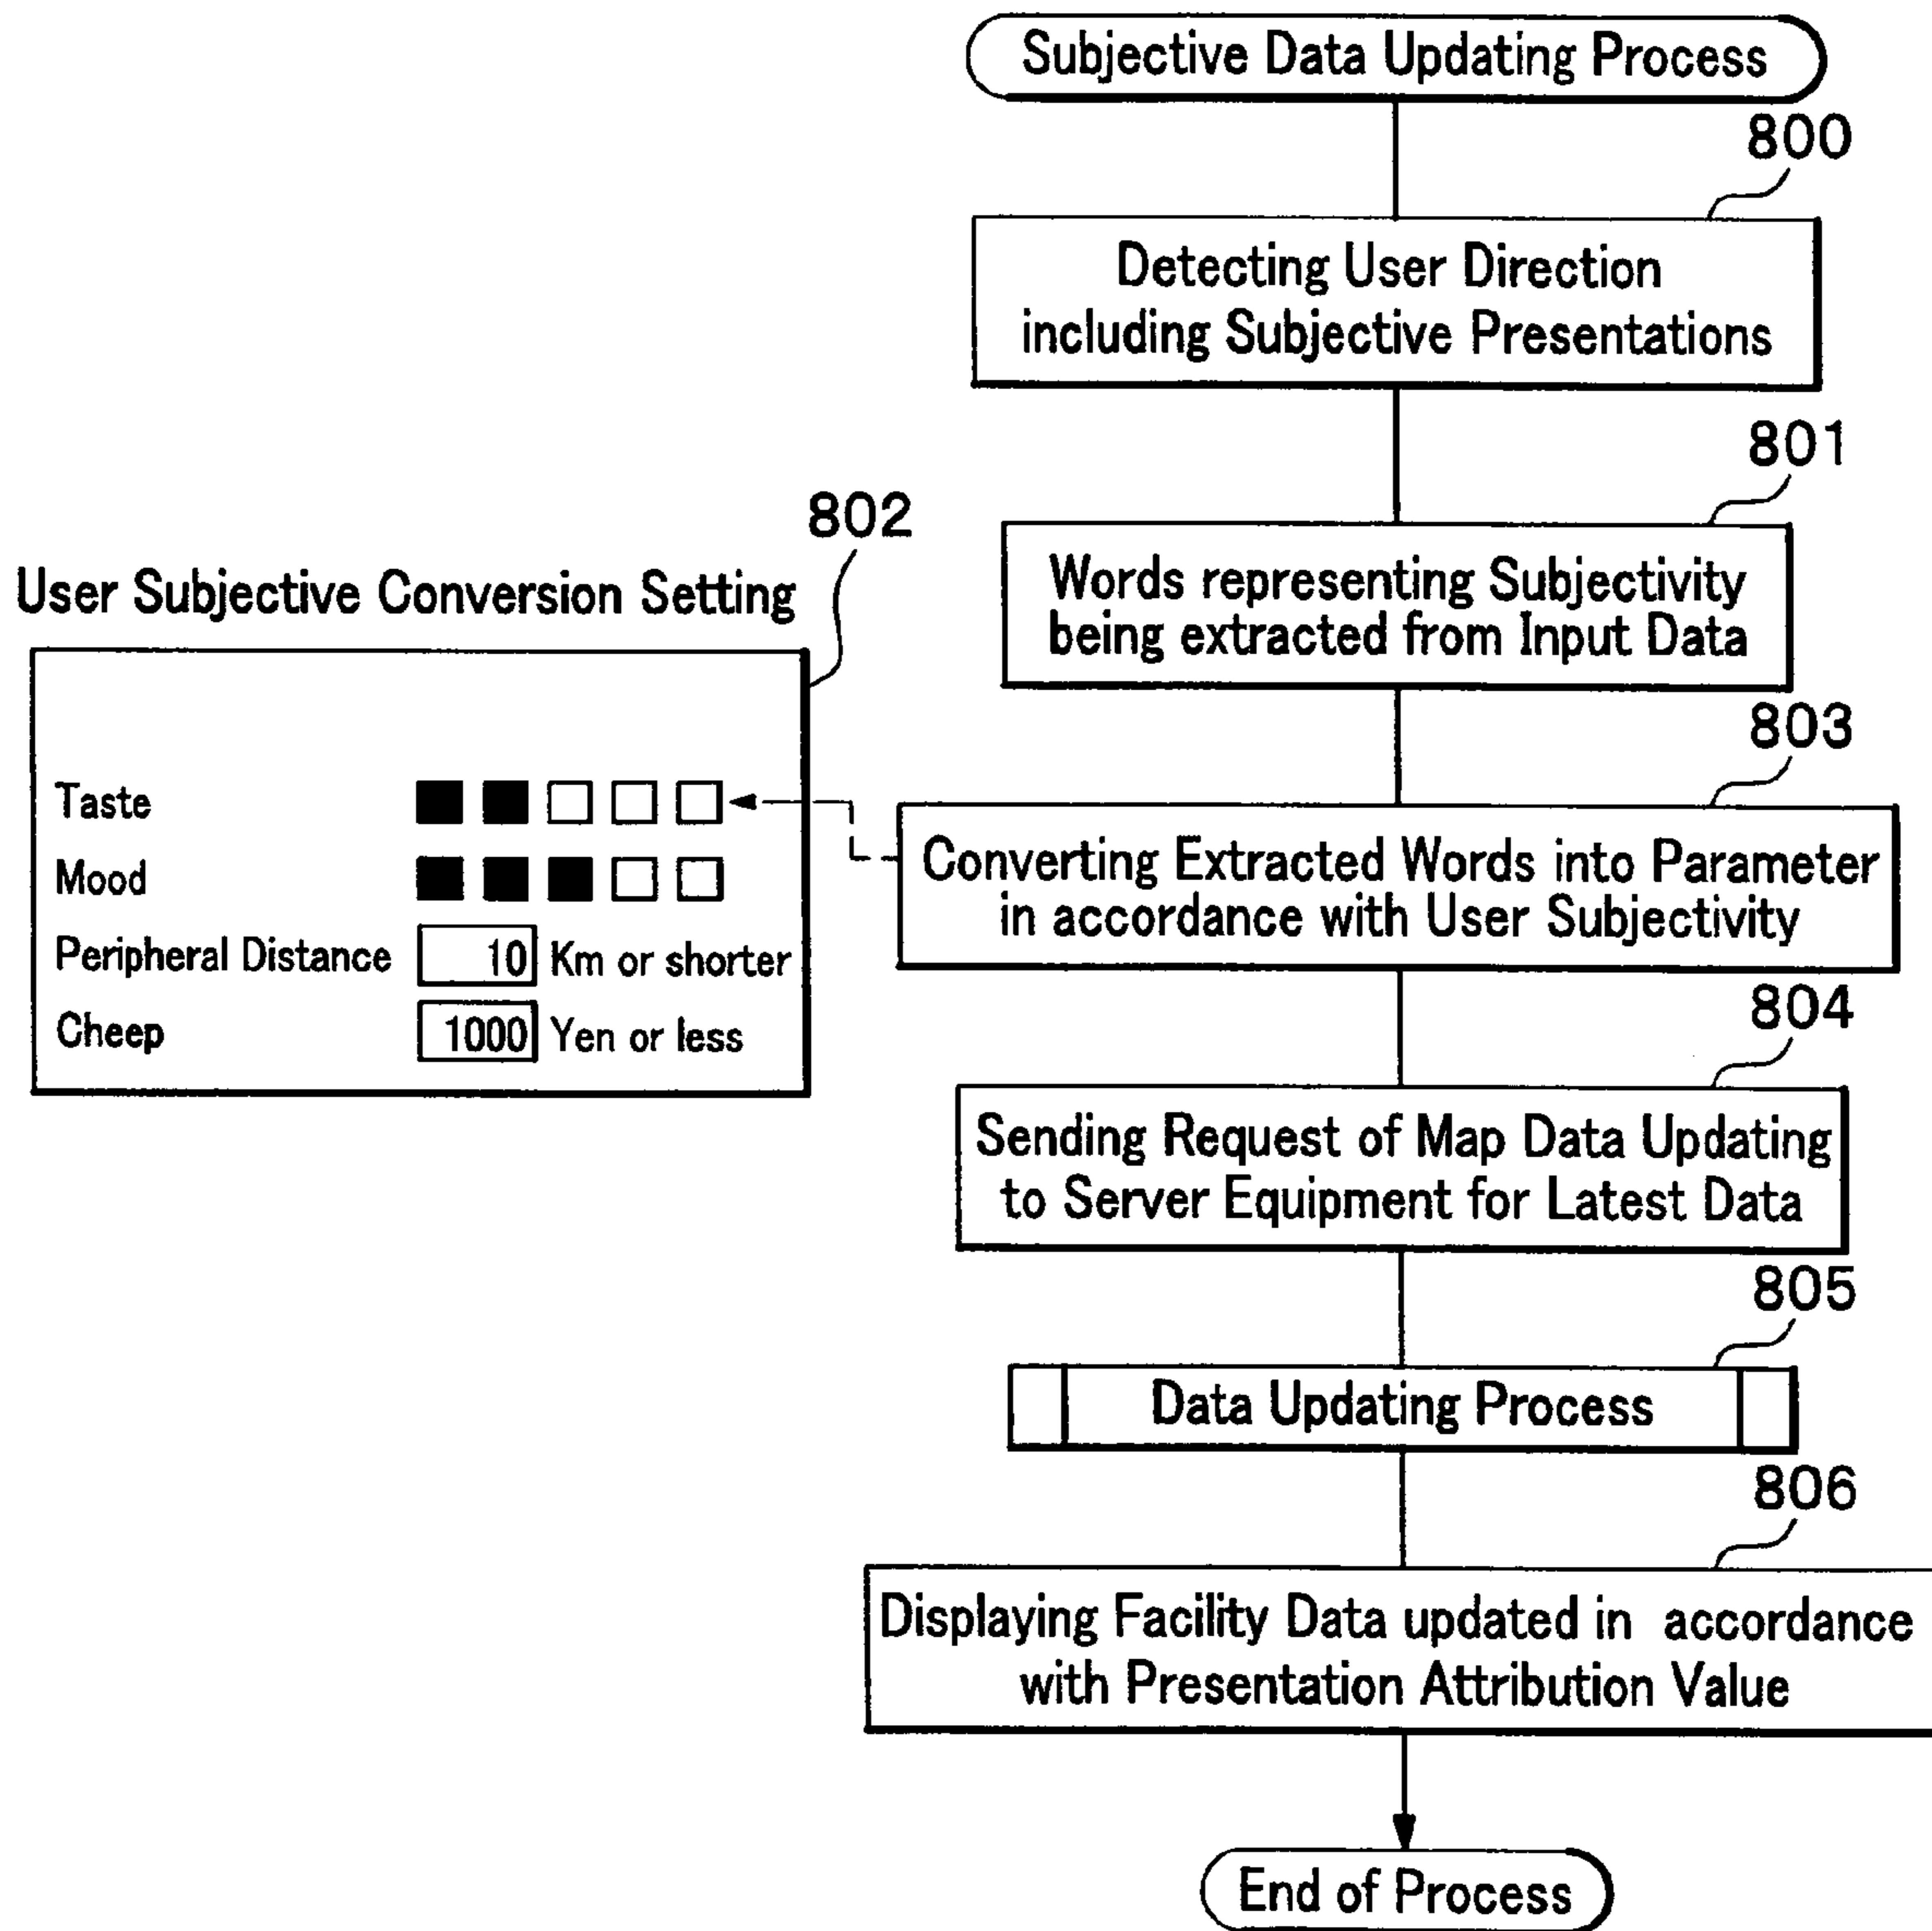 Subjective Data Updating Process
800
Detecting User Direction
including Subjective Presentations
801
Words representing Subjectivity
being extracted from Input Data
802
User Subjective Conversion Setting
Taste
Mood
Peripheral Distance 10 Km or shorter
Cheep 1000 Yen or less
803
Converting Extracted Words into Parameter
in accordance with User Subjectivity
804
Sending Request of Map Data Updating
to Server Equipment for Latest Data
805
Data Updating Process
806
Displaying Facility Data updated in accordance
with Presentation Attribution Value
End of Process